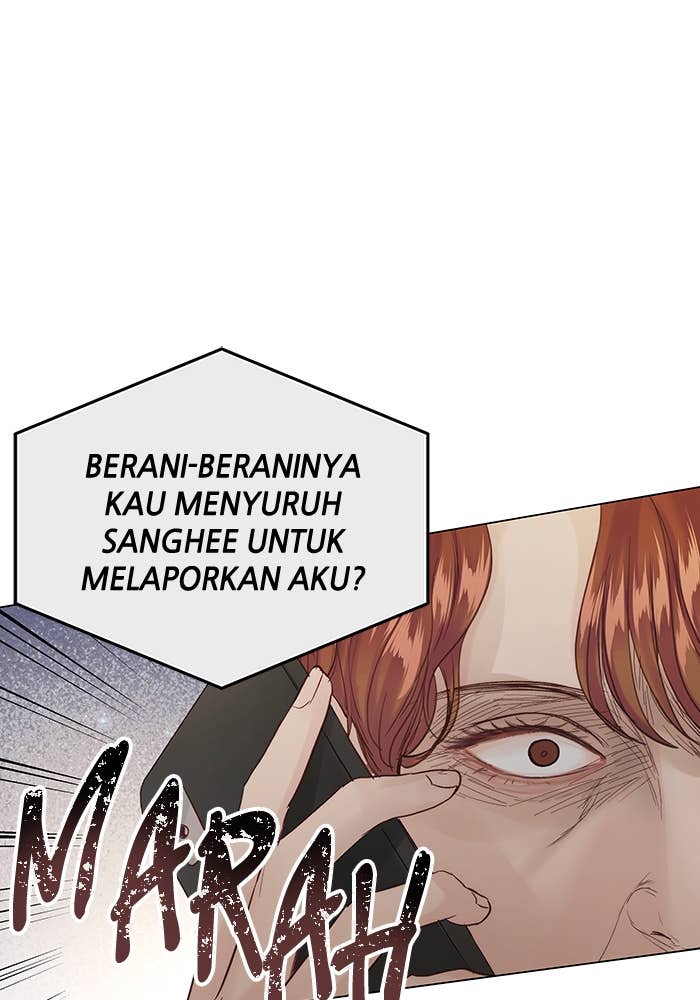 BERANI-BERANINYA
KAU MENYURUH
SANGHEE UNTUK
MELAPORKAN AKU?
MARAH